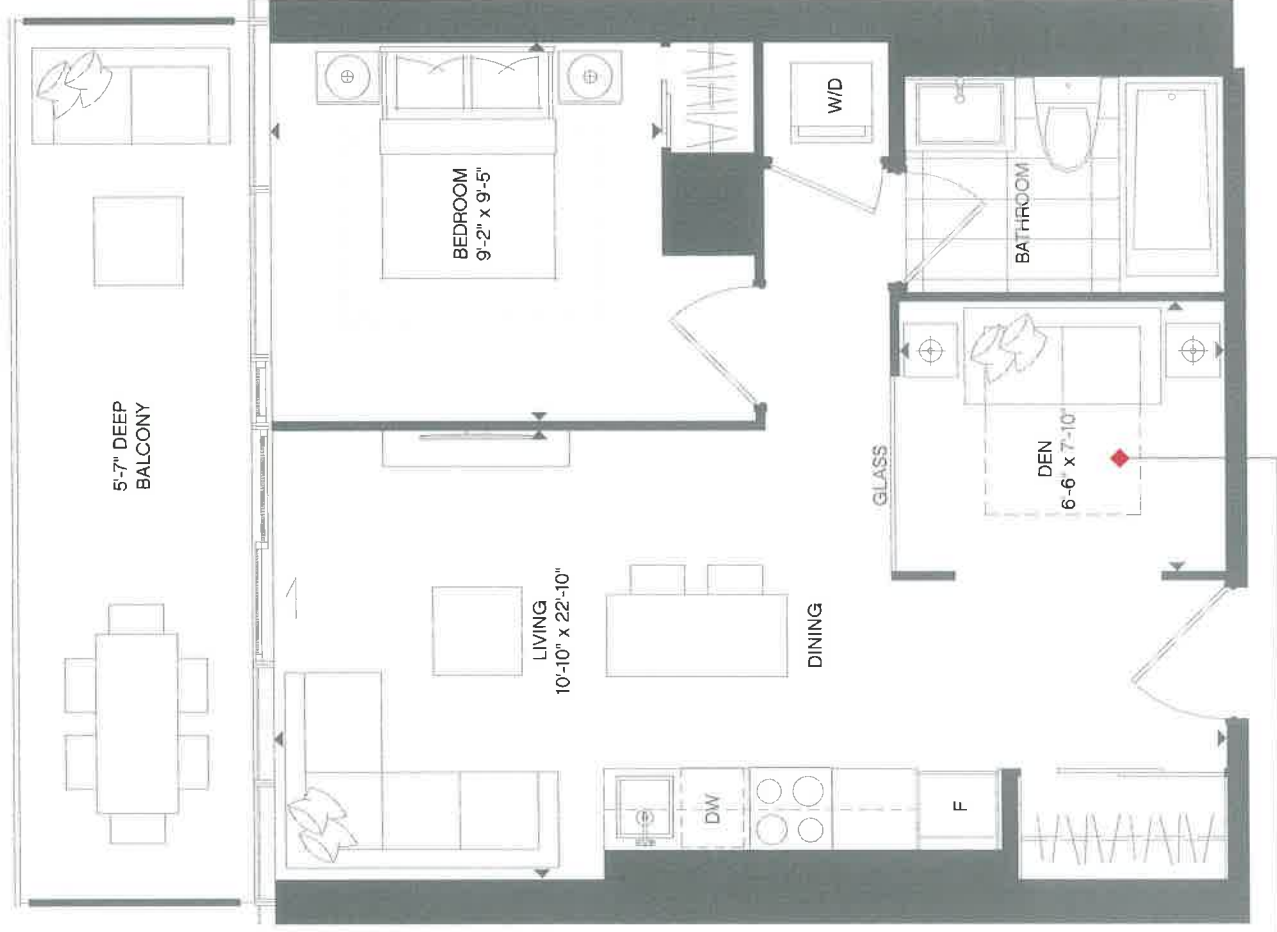 5'-7" DEEP
BALCONY
BEDROOM
9'-2" x 9'-5"
W/D
BATHROOM
GLASS
DEN
6'-6" x 7'-10"
LIVING
10'-10" x 22'-10"
DINING
DW
F